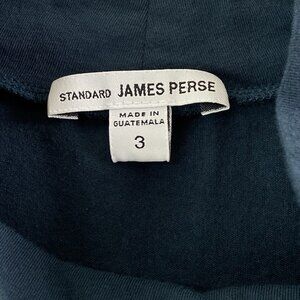 STANDARD JAMES PERSE
MADE IN
GUATEMALA
3